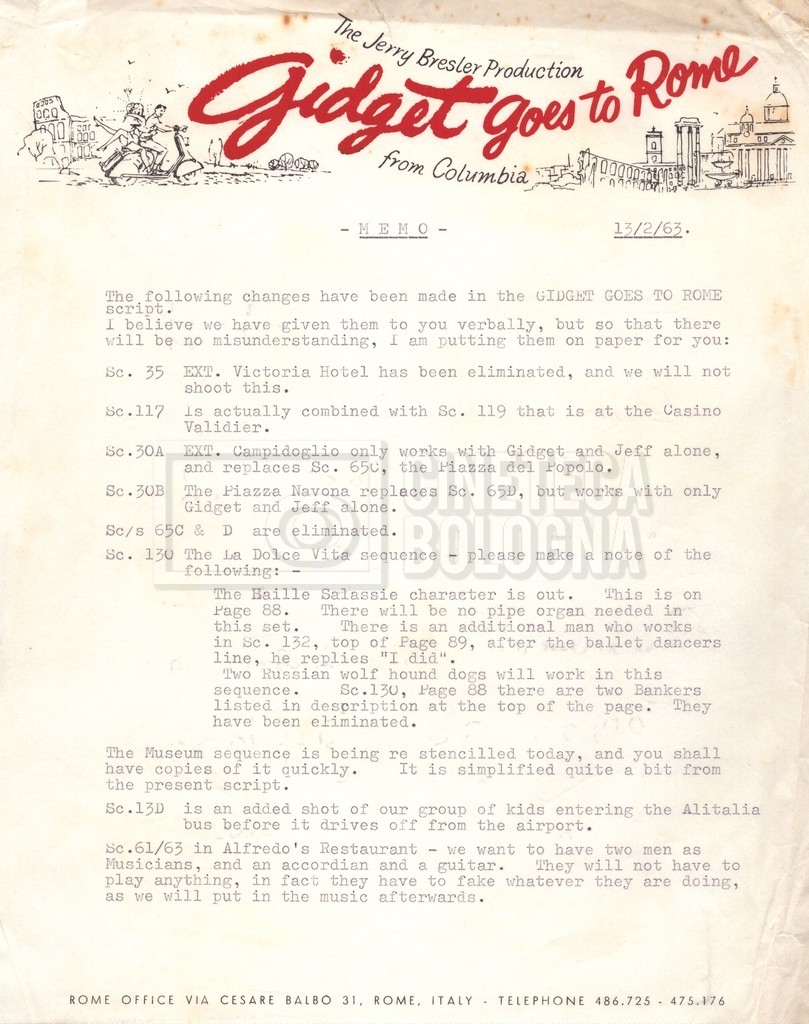 The Jerry Bresler Production
Gidget Goes to Rome
from Columbia
- M E M O -
13/2/63.
The following changes have been made in the GIDGET GOES TO ROME
script.
I believe we have given them to you verbally, but so that there
will be no misunderstanding, I am putting them on paper for you:
Sc. 35 EXT. Victoria Hotel has been eliminated, and we will not
shoot this.
Sc.117 Is actually combined with Sc. 119 that is at the Casino
Validier.
Sc.30A EXT. Campidoglio only works with Gidget and Jeff alone,
and replaces Sc. 65C, the Piazza del Popolo.
Sc.30B The Piazza Navona replaces Sc. 65D, but works with only
Gidget and Jeff alone.
Sc/s 65C & D are eliminated.
Sc. 130 The La Dolce Vita sequence - please make a note of the
following: -
The Haille Salassie character is out. This is on
Page 88. There will be no pipe organ needed in
this set. There is an additional man who works
in Sc. 132, top of Page 89, after the ballet dancers
line, he replies "I did".
Two Russian wolf hound dogs will work in this
sequence. Sc.130, Page 88 there are two Bankers
listed in description at the top of the page. They
have been eliminated.
The Museum sequence is being re stencilled today, and you shall
have copies of it quickly. It is simplified quite a bit from
the present script.
Sc.13D is an added shot of our group of kids entering the Alitalia
bus before it drives off from the airport.
Sc.61/63 in Alfredo's Restaurant - we want to have two men as
Musicians, and an accordian and a guitar. They will not have to
play anything, in fact they have to fake whatever they are doing,
as we will put in the music afterwards.
CINETECA
BOLOGNA
ROME OFFICE VIA CESARE BALBO 31, ROME, ITALY - TELEPHONE 486.725 - 475.176